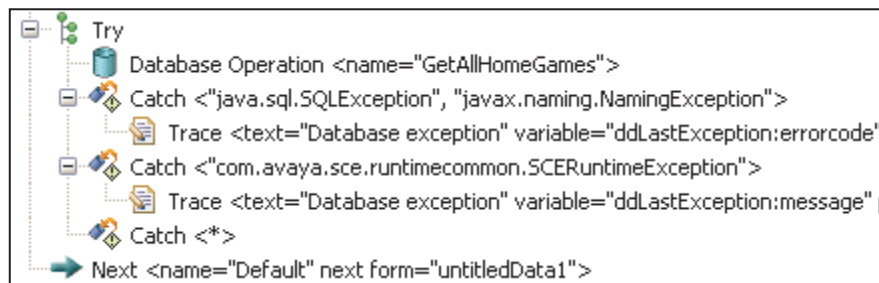 Try
Database Operation <name="GetAllHomeGames">
Catch <"java.sql.SQLException", "javax.naming.NamingException">
Trace <text="Database exception" variable="ddLastException:errorcode"
Catch <"com.avaya.sce.runtimecommon.SCERuntimeException">
Trace <text="Database exception" variable="ddLastException:message"
Catch <*>
Next <name="Default" next form="untitledData1">